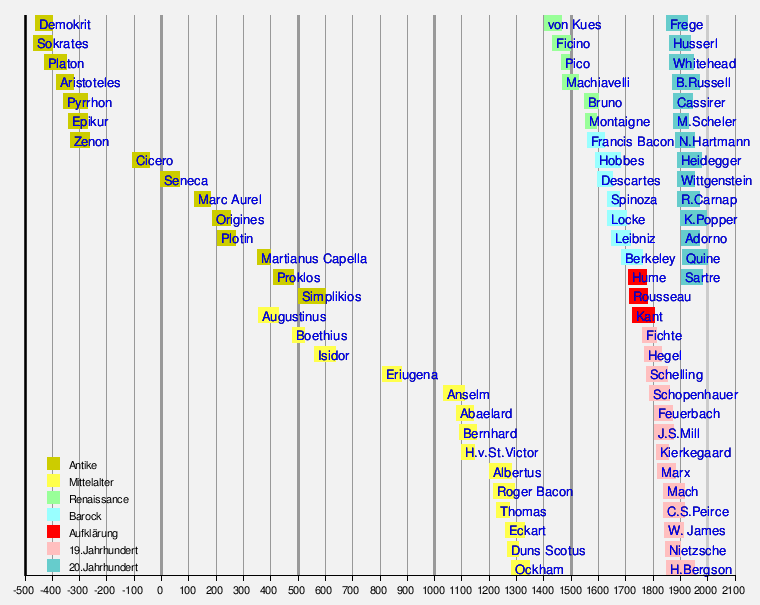 Demokrit von Kues Frege
Sokrates Ficino Husserl
Platon Pico Whitehead
Aristoteles Machiavelli B.Russell
Pyrrhon Bruno Cassirer
Epikur Montaigne M.Scheler
Zenon Francis Bacon N.Hartmann
Cicero Hobbes Heidegger
Seneca Descartes Wittgenstein
Marc Aurel Spinoza R.Carnap
Origines Locke K.Popper
Plotin Leibniz Adorno
Martianus Capella Berkeley Quine
Proklos Hume Sartre
Simplikios Rousseau
Augustinus Kant
Boethius Fichte
Isidor Hegel
Eriugena Schelling
Anselm Schopenhauer
Abaelard Feuerbach
Bernhard J.S.Mill
H.v.St.Victor Kierkegaard
Antike Albertus Marx
Mittelalter Roger Bacon Mach
Renaissance Thomas C.S.Peirce
Barock Eckart W. James
Aufklärung
19.Jahrhundert Duns Scotus Nietzsche
20.Jahrhundert Ockham H.Bergson
-500 -400 -300 -200 -100 0 100 200 300 400 500 600 700 800 900 1000 1100 1200 1300 1400 1500 1600 1700 1800 1900 2000 2100